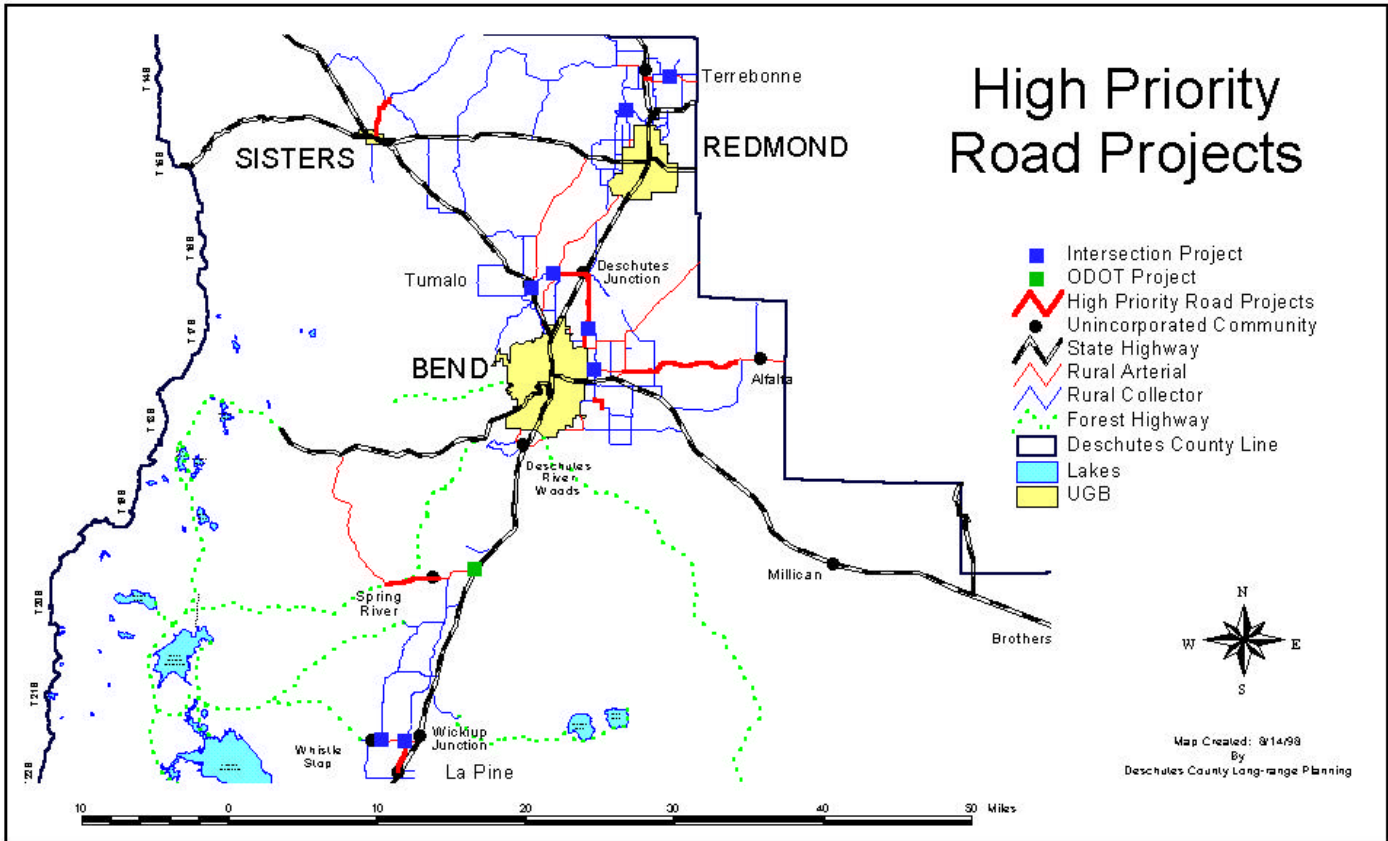 High Priority
Road Projects
Terrebonne
SISTERS
REDMOND
Tumalo
Deschutes
Junction
BEND
Alfalfa
Deschutes
River
Woods
Spring
River
Millican
Brothers
Whistle
Stop
Wickiup
Junction
La Pine
Intersection Project
ODOT Project
High Priority Road Projects
Unincorporated Community
State Highway
Rural Arterial
Rural Collector
Forest Highway
Deschutes County Line
Lakes
UGB
N
W E
S
Map Created: 8/14/98
By
Deschutes County Long-range Planning
10 0 10 20 30 40 50 Miles